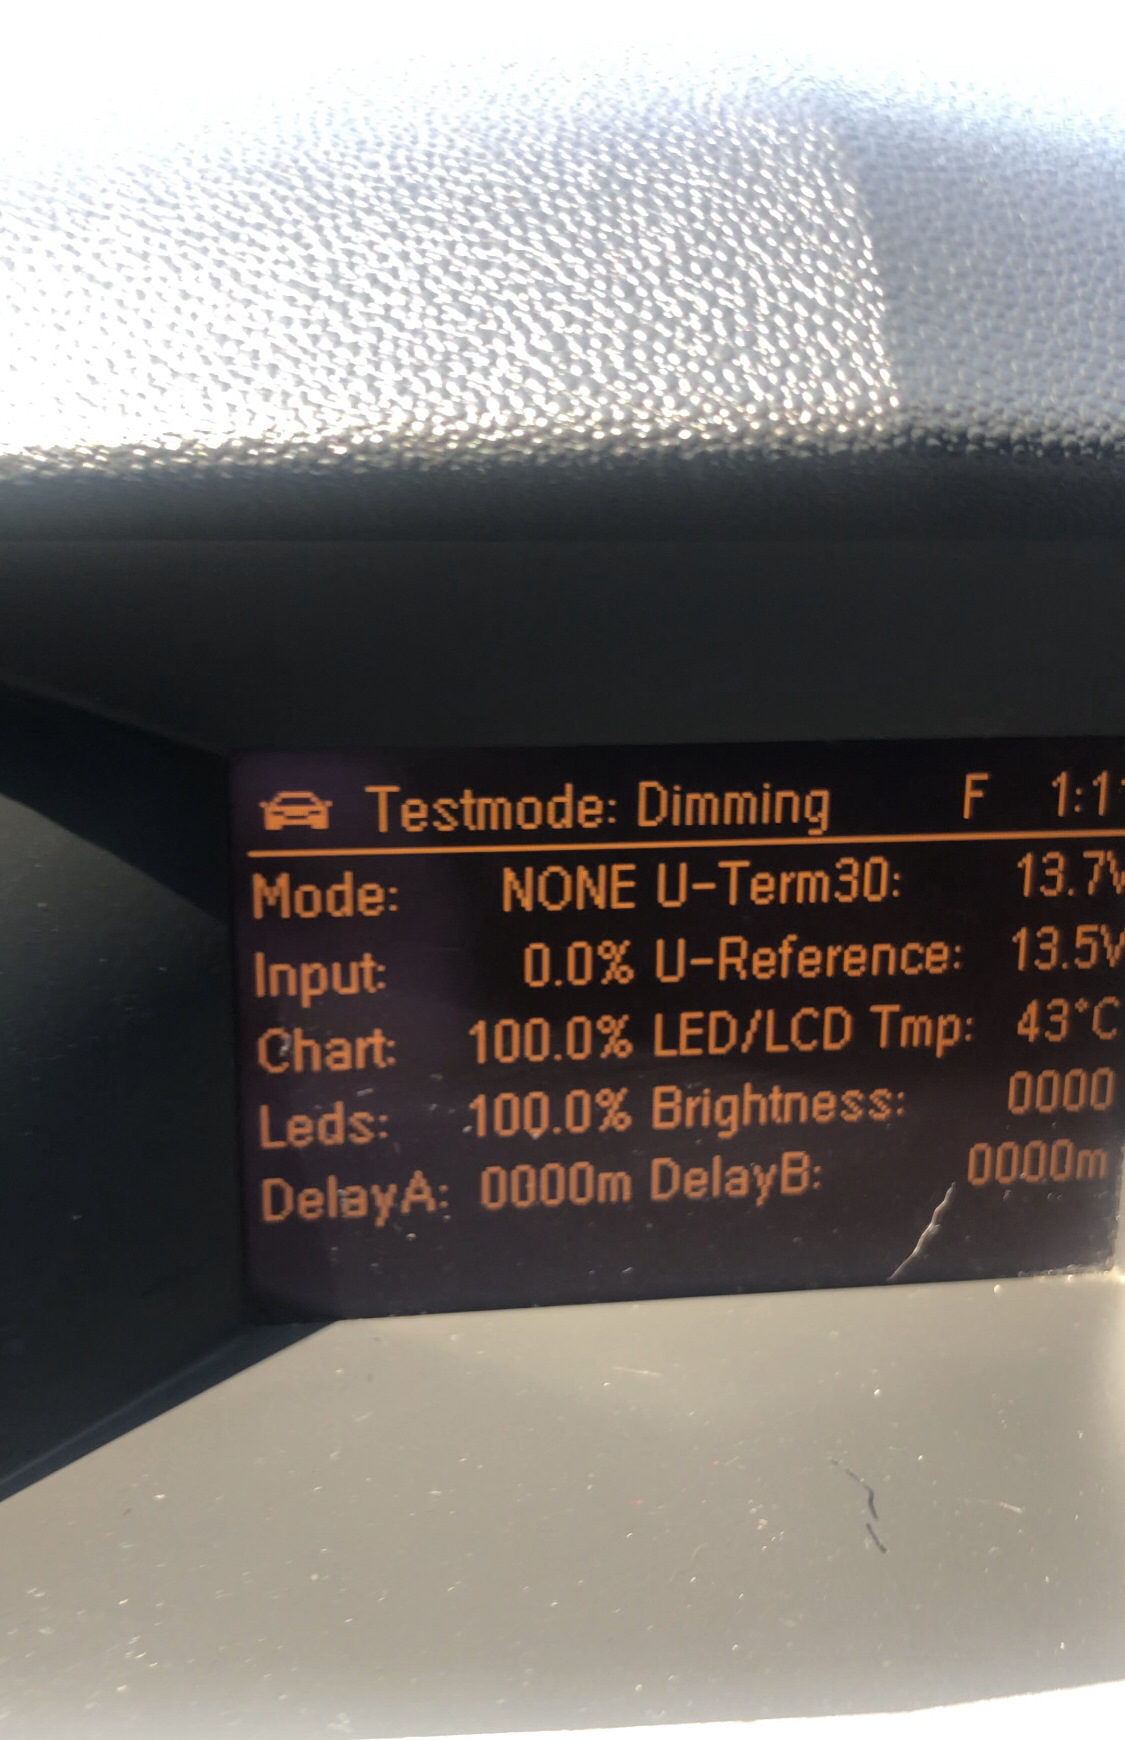 Testmode: Dimming F 1:1
Mode: NONE U-Term30: 13.7V
Input: 0.0% U-Reference: 13.5V
Chart: 100.0% LED/LCD Tmp: 43°C
Leds: 100.0% Brightness: 0000
DelayA: 0000m DelayB: 0000m